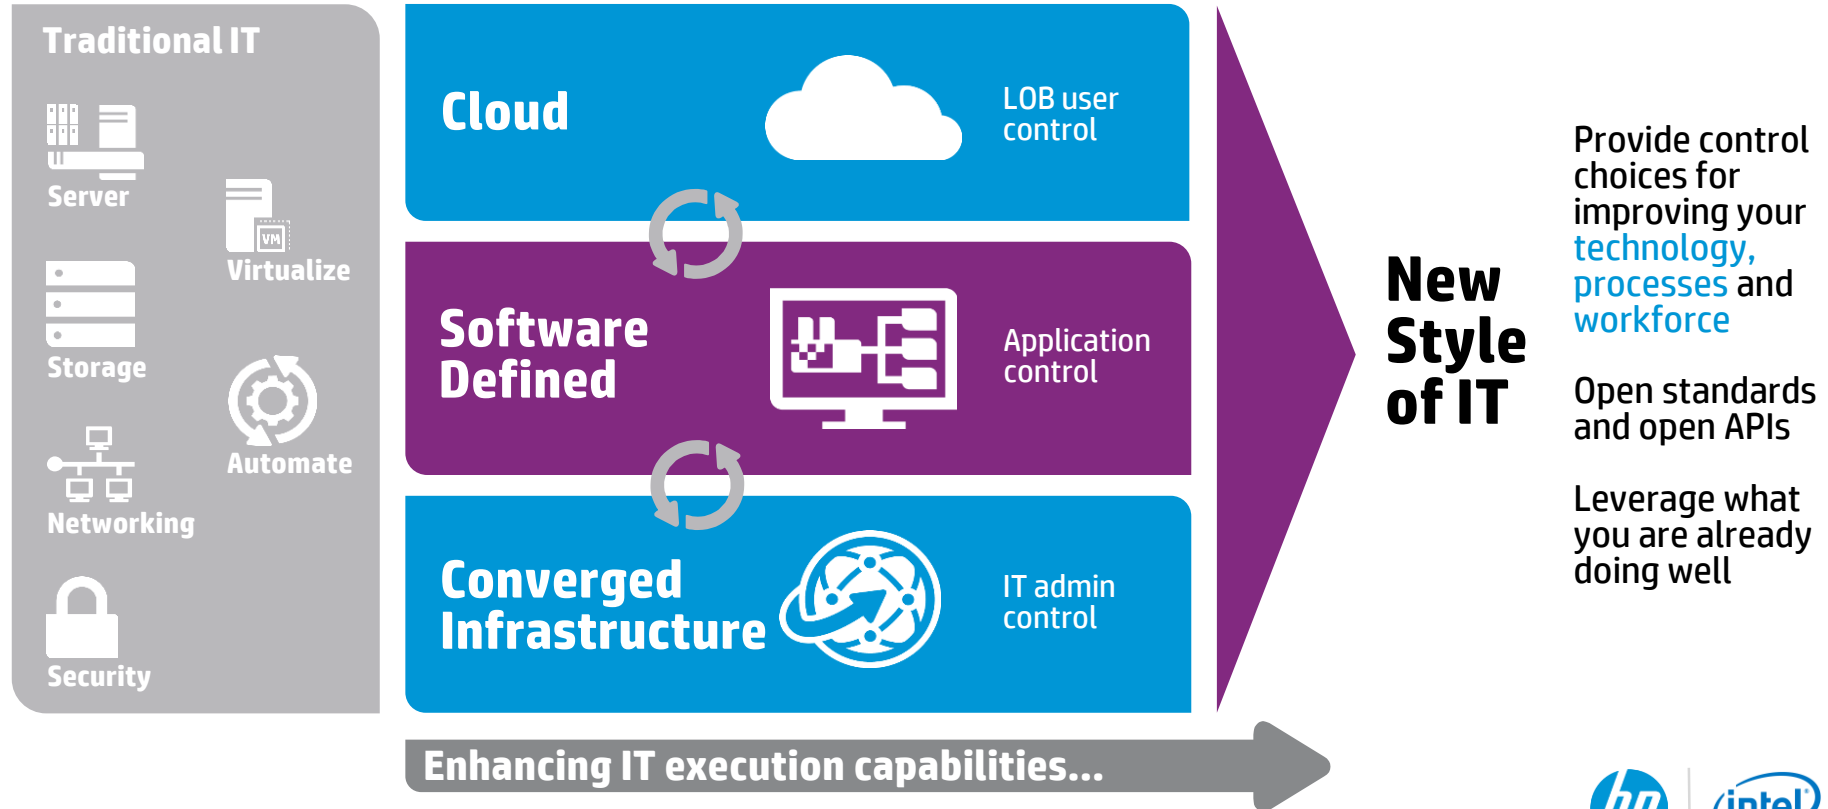 Traditional IT
Server
VM
Virtualize
Storage
Automate
Networking
Security
Cloud
LOB user
control
Software
Defined
Application
control
Converged
Infrastructure
IT admin
control
Enhancing IT execution capabilities...
New
Style
of IT
Provide control
choices for
improving your
technology,
processes and
workforce
Open standards
and open APIs
Leverage what
you are already
doing well
hp
intel